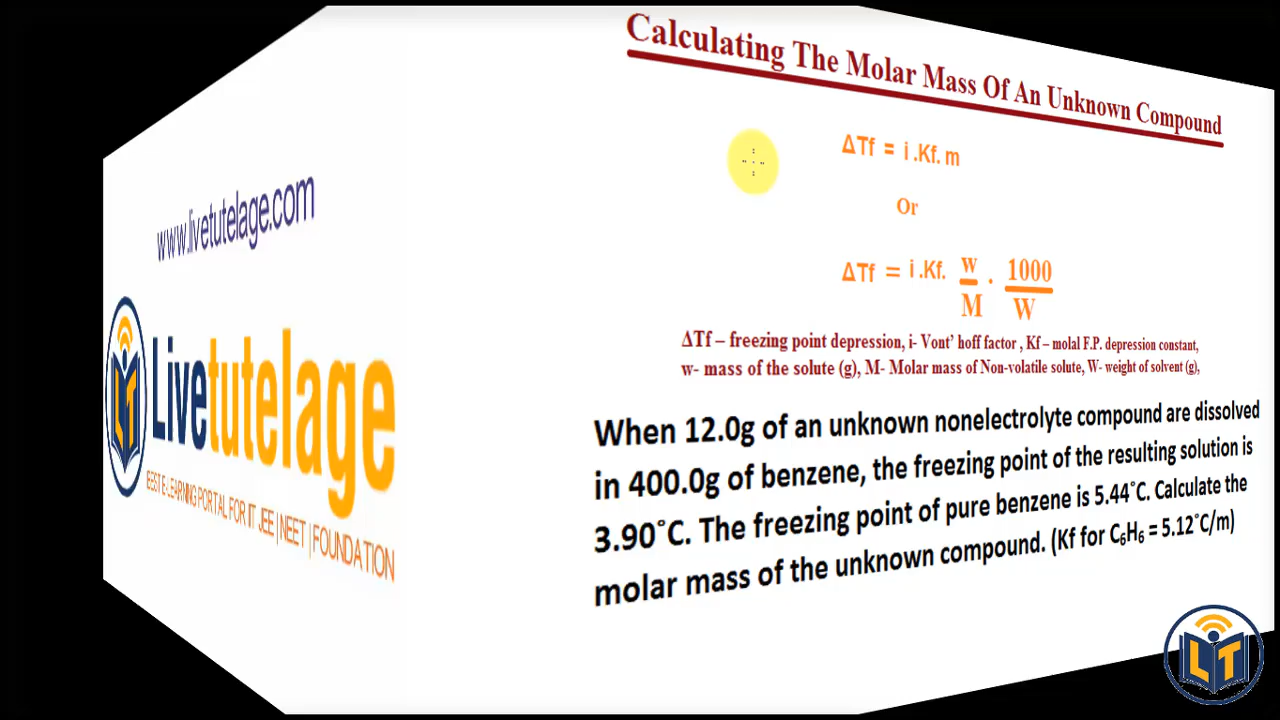 www.livetutelage.com
Livetutelage
BEST E-LEARNING PORTAL FOR IIT JEE | NEET | FOUNDATION
Calculating The Molar Mass Of An Unknown Compound
ΔTf = i .Kf. m
Or
ΔTf = i .Kf. w/M . 1000/W
ΔTf – freezing point depression, i- Vont’ hoff factor , Kf – molal F.P. depression constant,
w- mass of the solute (g), M- Molar mass of Non-volatile solute, W- weight of solvent (g),
When 12.0g of an unknown nonelectrolyte compound are dissolved
in 400.0g of benzene, the freezing point of the resulting solution is
3.90˚C. The freezing point of pure benzene is 5.44˚C. Calculate the
molar mass of the unknown compound. (Kf for C₆H₆ = 5.12˚C/m)
LT